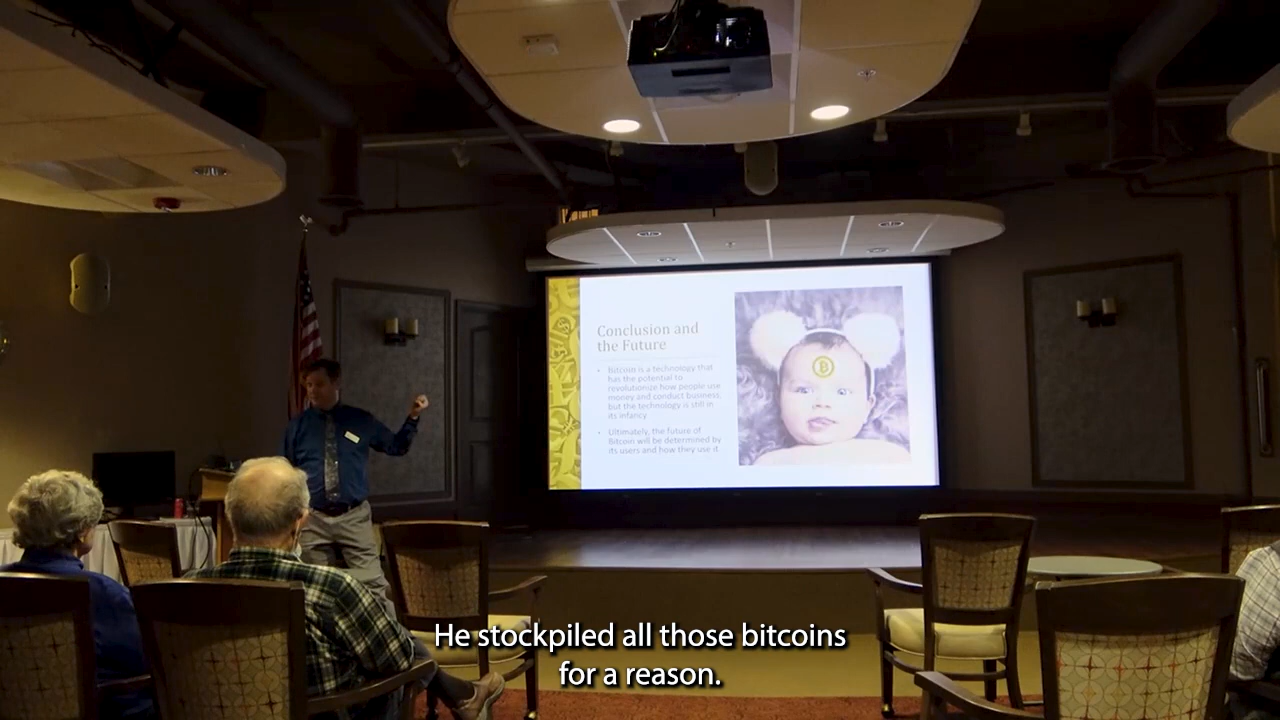 Conclusion and
the Future
• Bitcoin is a technology that
has the potential to
revolutionize how people use
money and conduct business,
but the technology is still in
its infancy
• Ultimately, the future of
Bitcoin will be determined by
its users and how they use it.
He stockpiled all those bitcoins
for a reason.